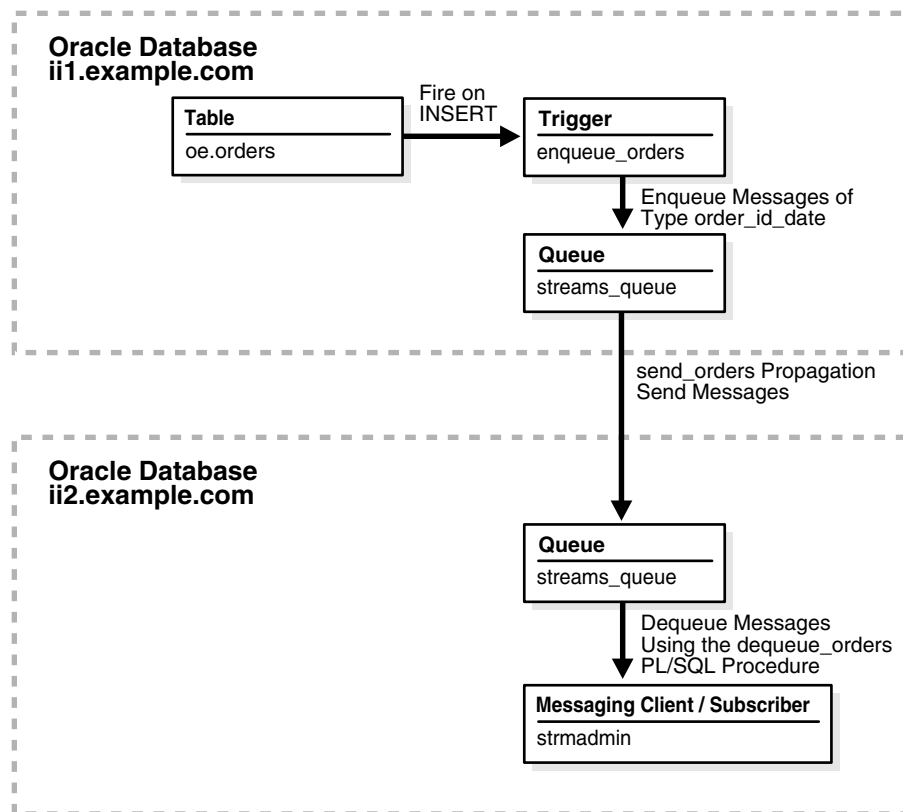 Oracle Database
ii1.example.com
Table
oe.orders
Fire on
INSERT
Trigger
enqueue_orders
Enqueue Messages of
Type order_id_date
Queue
streams_queue
send_orders Propagation
Send Messages
Oracle Database
ii2.example.com
Queue
streams_queue
Dequeue Messages
Using the dequeue_orders
PL/SQL Procedure
Messaging Client / Subscriber
strmadmin